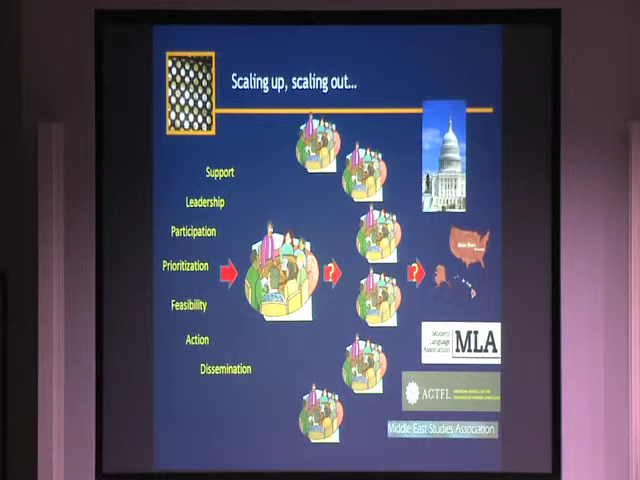 Scaling up, scaling out...
Support
Leadership
Participation
Prioritization
Feasibility
Action
Dissemination
?
?
Modern
Language
Association
MLA
ACTFL
Middle East Studies Association